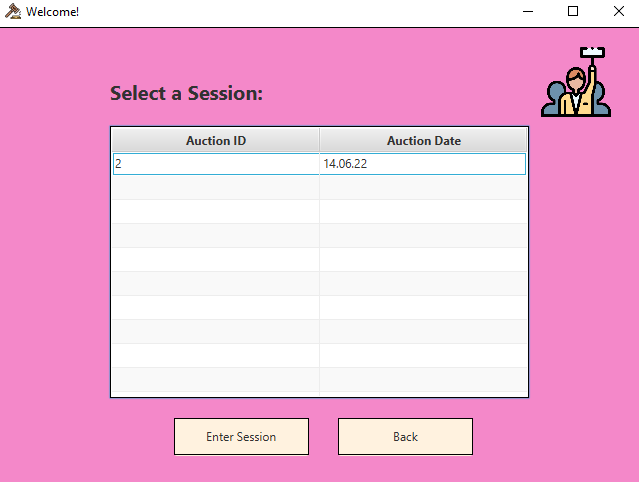 Welcome!
Select a Session:
Auction ID Auction Date
2 14.06.22
Enter Session Back